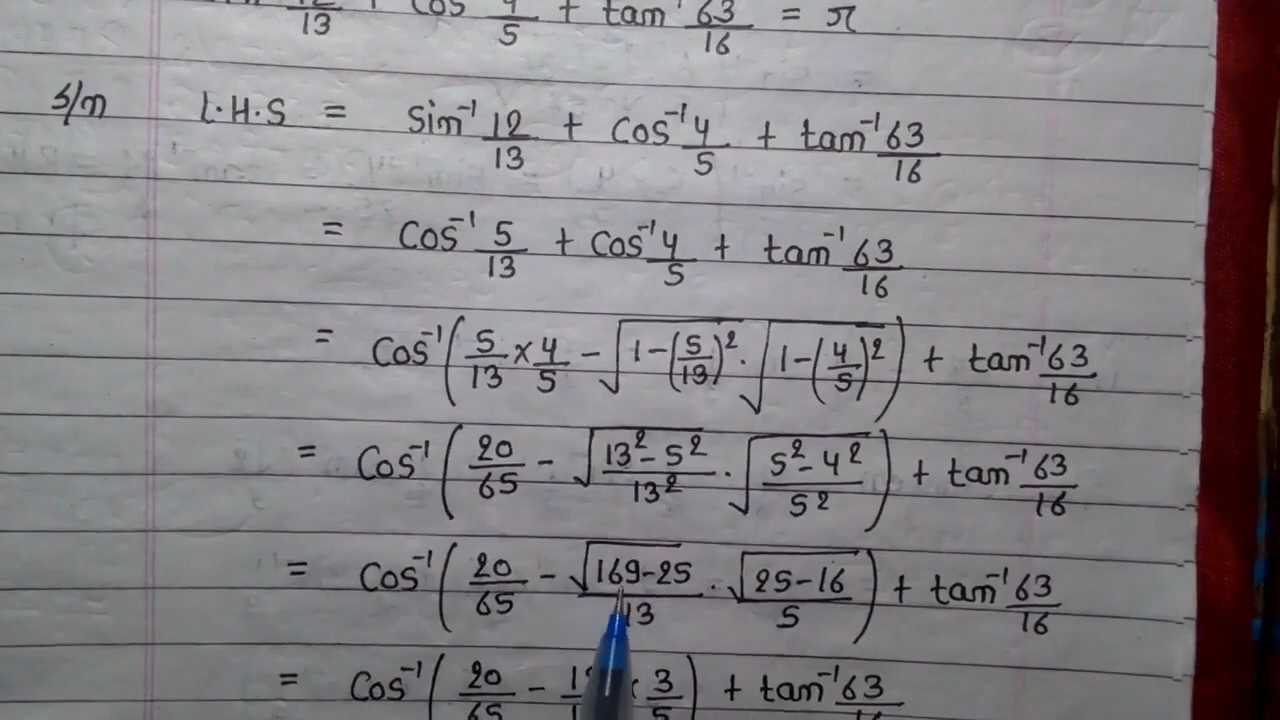 12/13 + cos 4/5 + tan⁻¹ 63/16 = π
S/n L.H.S = sin⁻¹ 12/13 + cos⁻¹ 4/5 + tan⁻¹ 63/16
= cos⁻¹ 5/13 + cos⁻¹ 4/5 + tan⁻¹ 63/16
= cos⁻¹(5/13 × 4/5 − √(1−(5/13)²) · √(1−(4/5)²)) + tan⁻¹ 63/16
= cos⁻¹(20/65 − √((13²−5²)/13²) · √((5²−4²)/5²)) + tan⁻¹ 63/16
= cos⁻¹(20/65 − √(169−25)/13 · √(25−16)/5) + tan⁻¹ 63/16
= cos⁻¹(20/65 − × 3/5) + tan⁻¹ 63/16